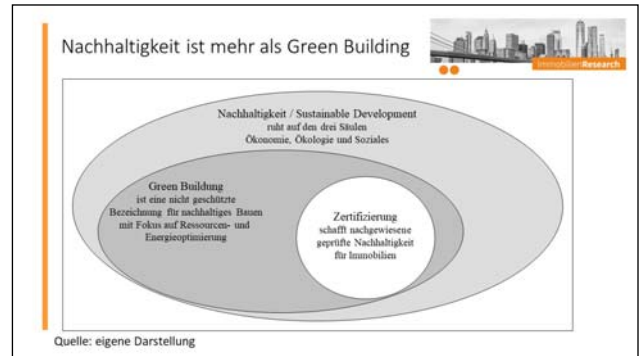 Nachhaltigkeit ist mehr als Green Building
ImmobilienResearch
Nachhaltigkeit / Sustainable Development
ruht auf den drei Säulen
Ökonomie, Ökologie und Soziales
Green Buildung
ist eine nicht geschützte
Bezeichnung für nachhaltiges Bauen
mit Fokus auf Ressourcen- und
Energieoptimierung
Zertifizierung
schafft nachgewiesene
geprüfte Nachhaltigkeit
für Immobilien
Quelle: eigene Darstellung